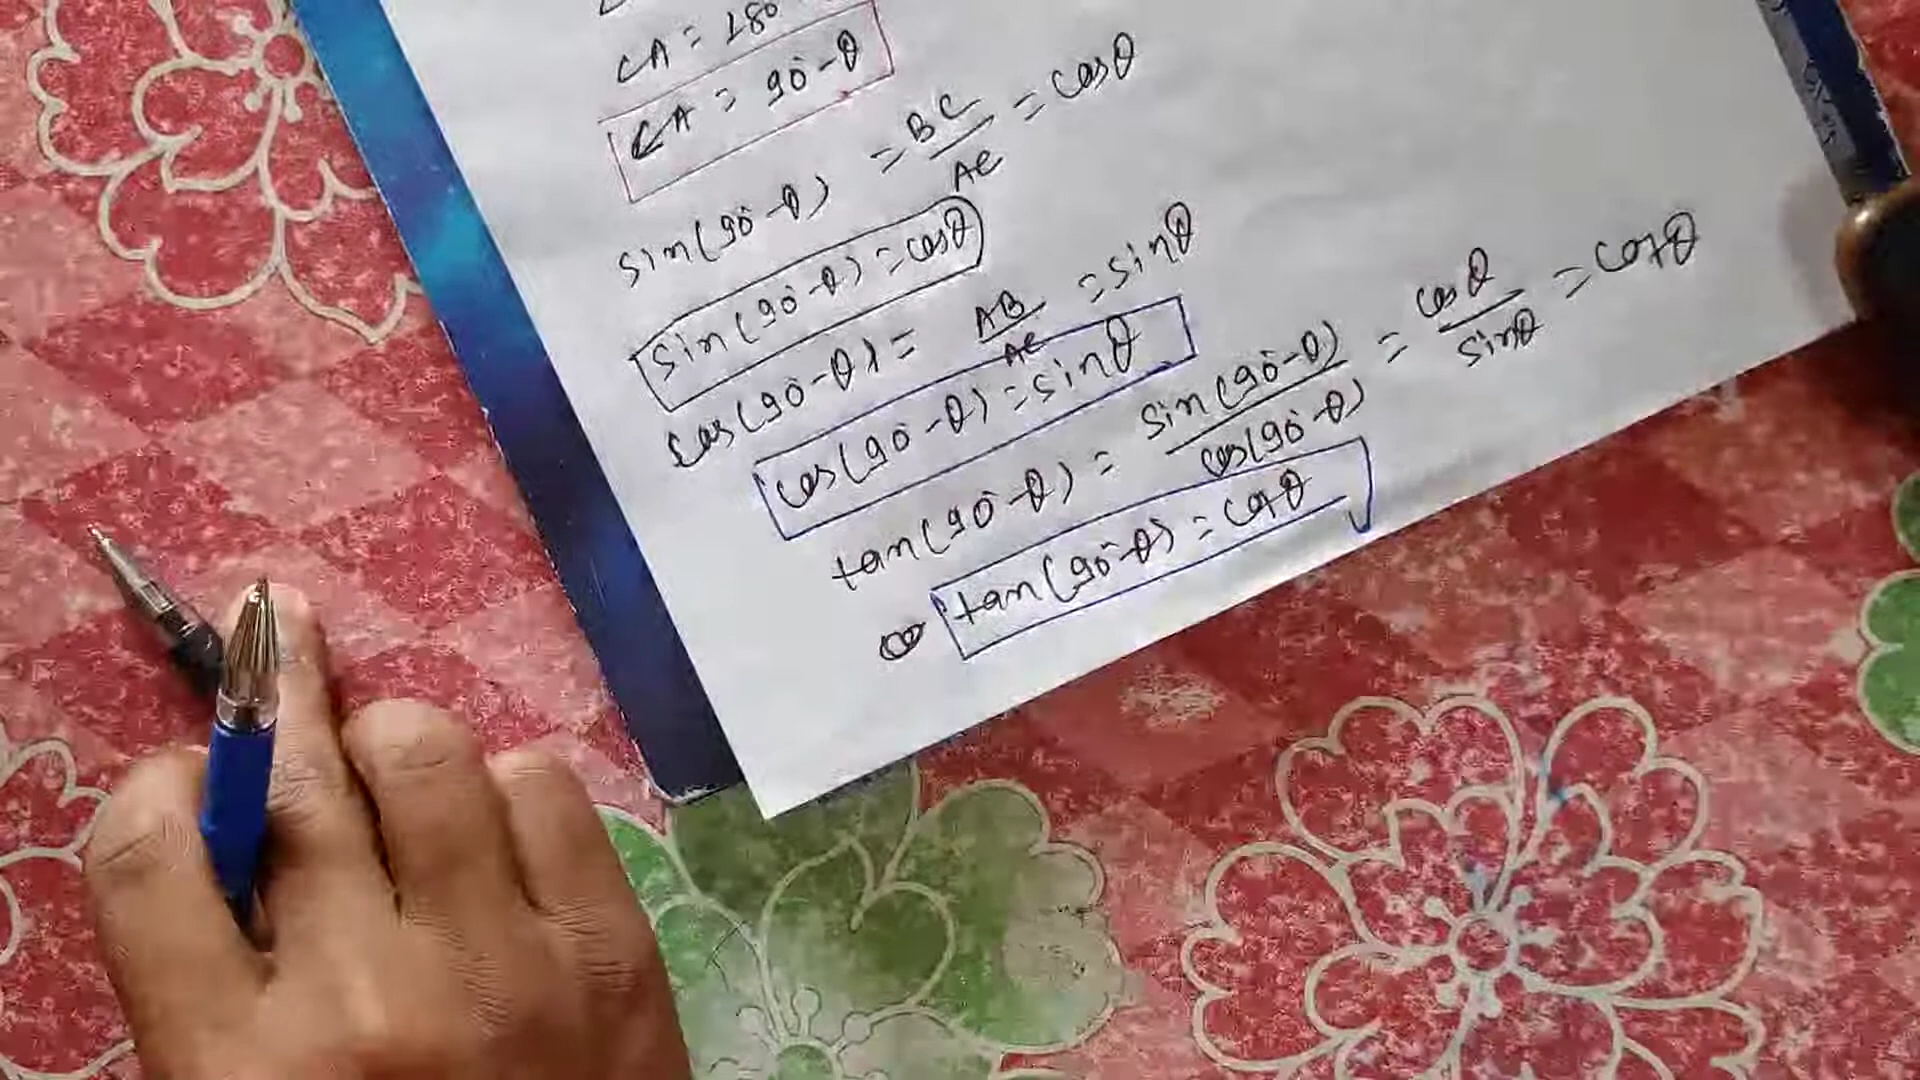 ∠A = 180°
∠A = 90°-θ
sin(90°-θ) = BC/AC = cosθ
sin(90°-θ) = cosθ
cos(90°-θ) = AB/AC = sinθ
cos(90°-θ) = sinθ
tan(90°-θ) = sin(90°-θ)/cos(90°-θ) = cosθ/sinθ = cotθ
tan(90°-θ) = cotθ